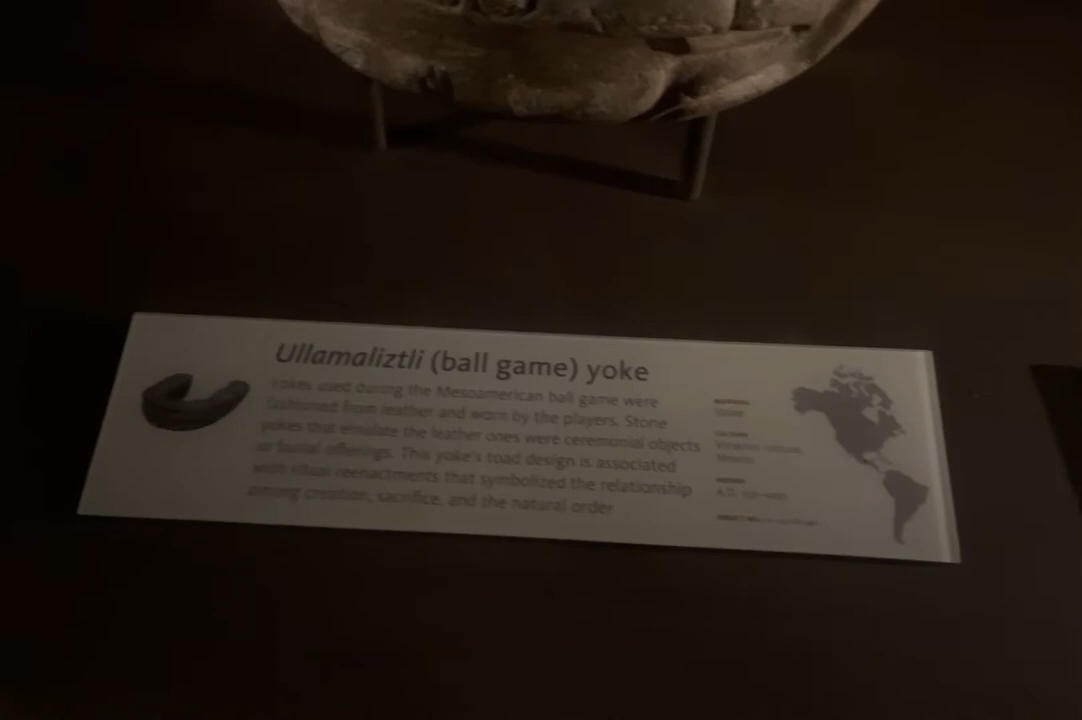 Ullamaliztli (ball game) yoke
Yokes used during the Mesoamerican ball game were
fashioned from leather and worn by the players. Stone
yokes that emulate the leather ones were ceremonial objects
or burial offerings. This yoke's toad design is associated
with ritual reenactments that symbolized the relationship
among creation, sacrifice, and the natural order.
Stone
Mexico
A.D.